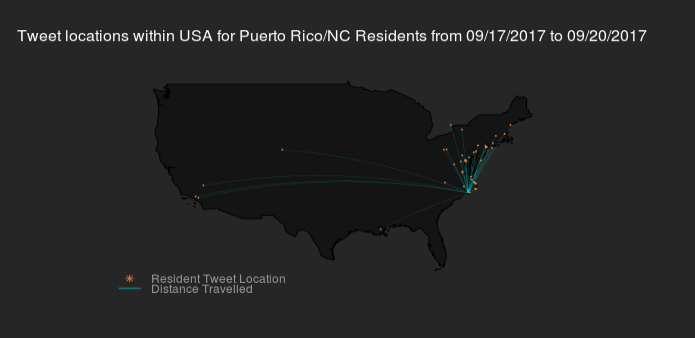 Tweet locations within USA for Puerto Rico/NC Residents from 09/17/2017 to 09/20/2017
Resident Tweet Location
Distance Travelled